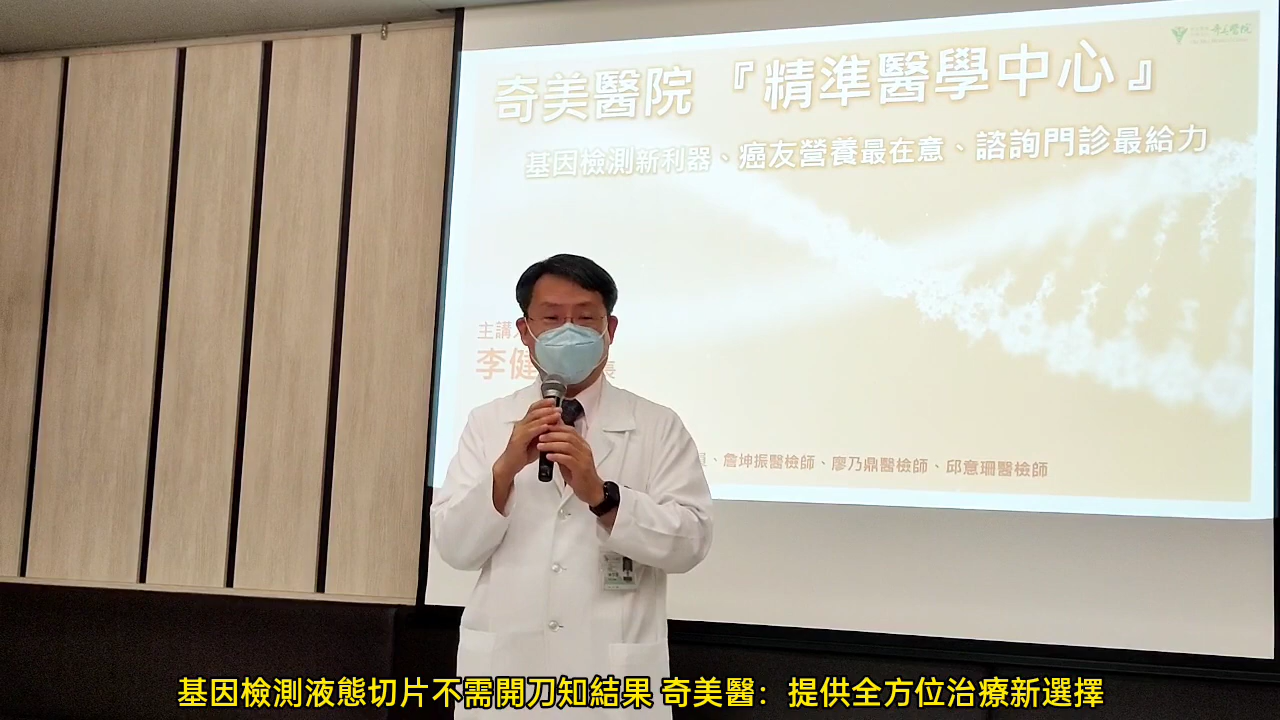 奇美醫院
奇美醫院 『精準醫學中心』
基因檢測新利器、癌友營養最在意、諮詢門診最給力
主講
李健 長
、詹坤振醫檢師、廖乃鼎醫檢師、邱意珊醫檢師
基因檢測液態切片不需開刀知結果 奇美醫：提供全方位治療新選擇